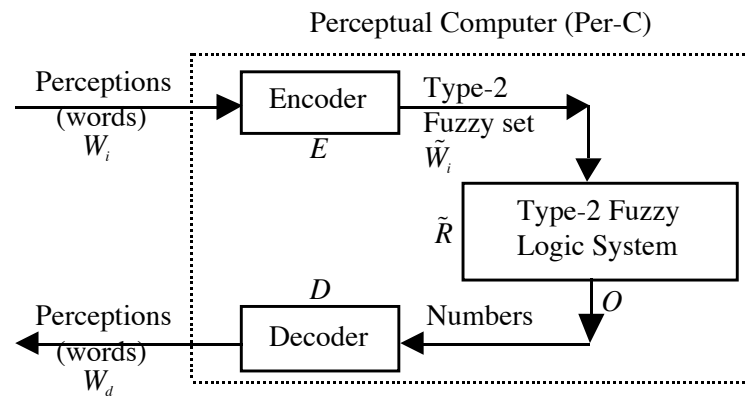 Perceptual Computer (Per-C)
Perceptions
(words)
W_i
Encoder
E
Type-2
Fuzzy set
W̃_i
R̃
Type-2 Fuzzy
Logic System
O
Numbers
D
Decoder
Perceptions
(words)
W_d